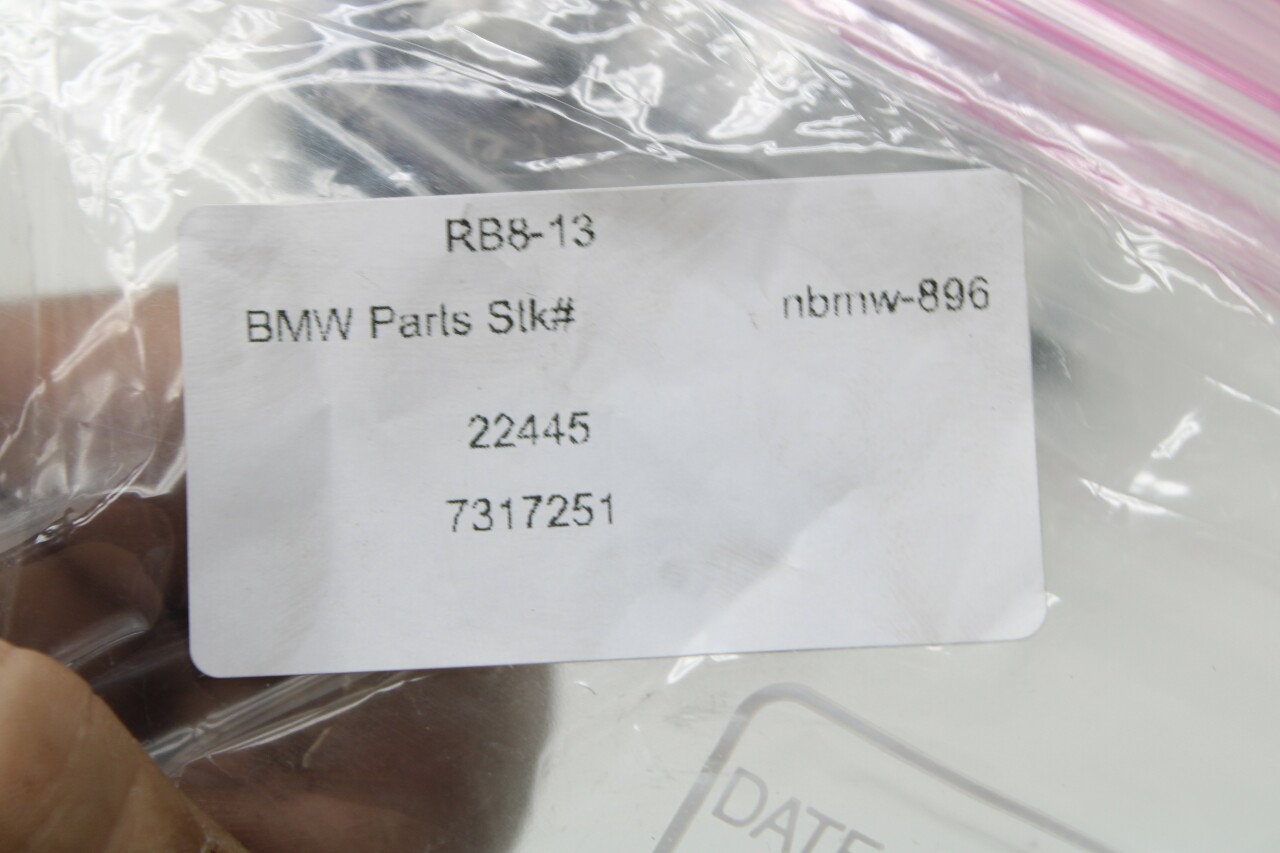 RB8-13
BMW Parts Stk# nbmw-896
22445
7317251
DATE